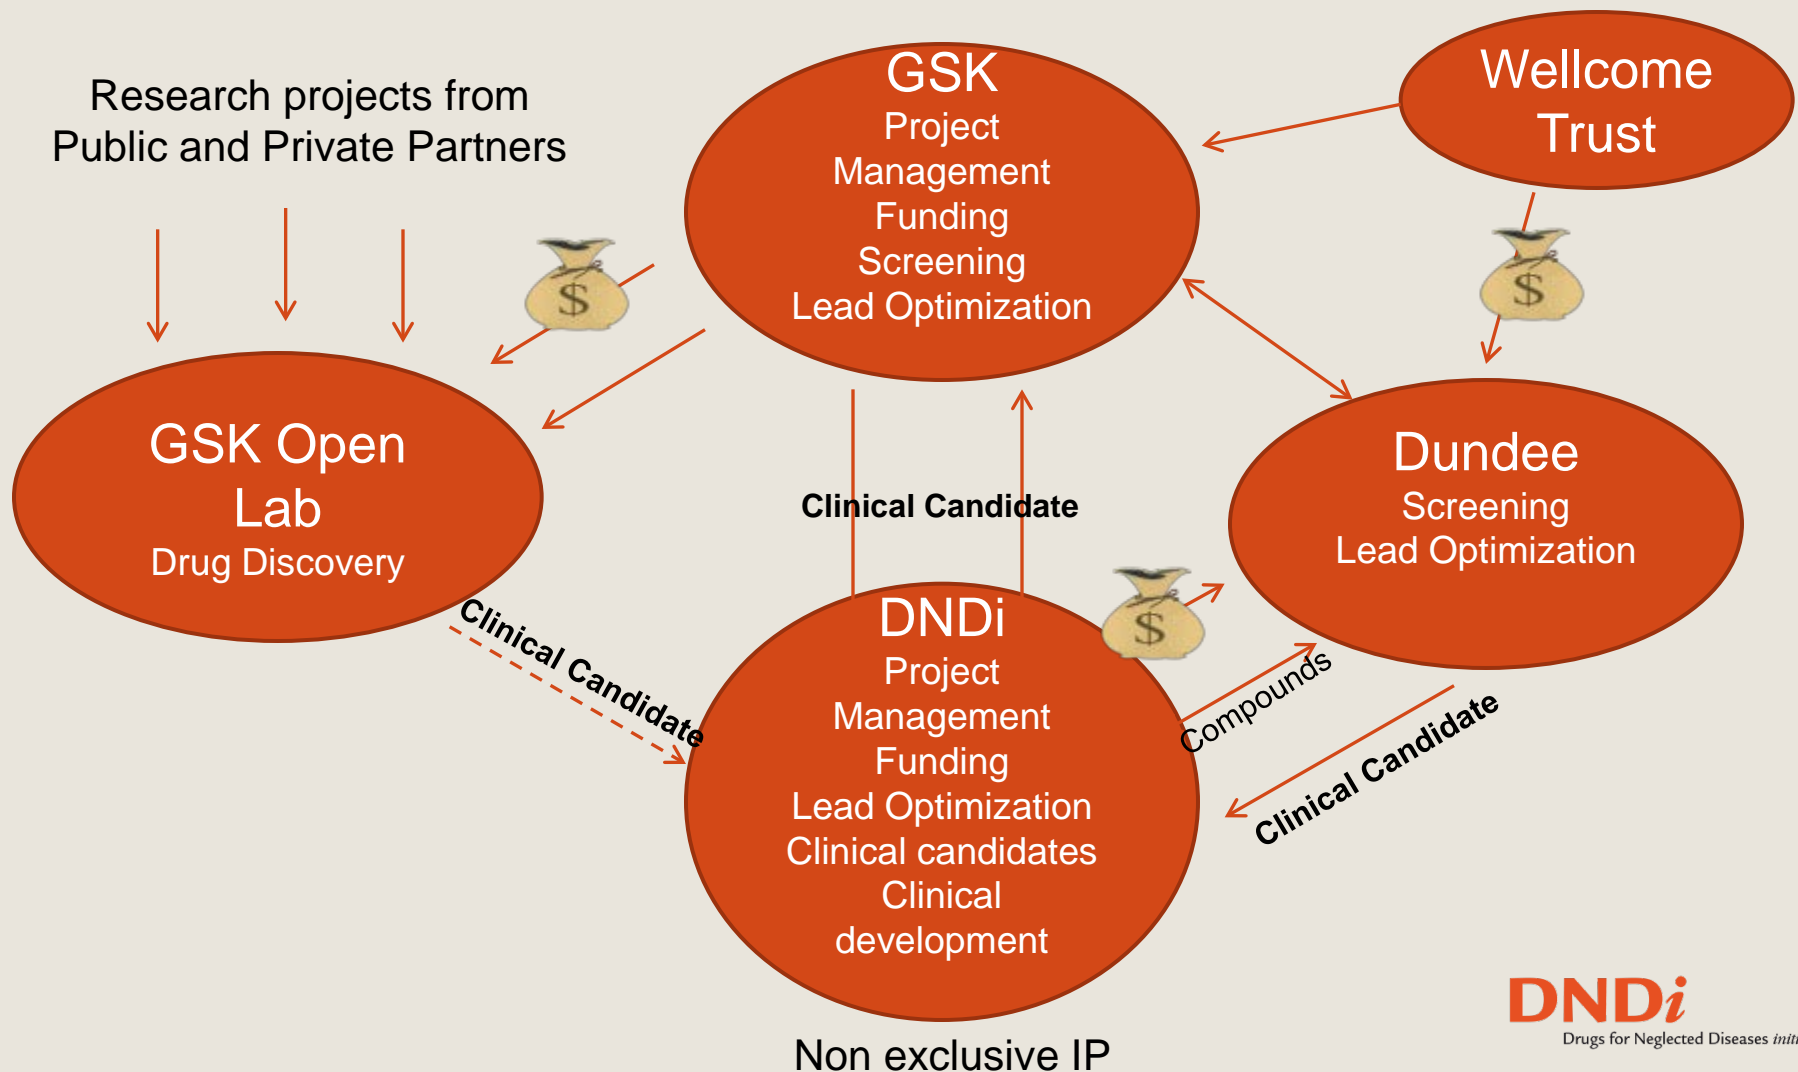 Research projects from
Public and Private Partners
GSK
Project
Management
Funding
Screening
Lead Optimization
Wellcome
Trust
$
$
GSK Open
Lab
Drug Discovery
Clinical Candidate
Dundee
Screening
Lead Optimization
Clinical Candidate
DNDi
Project
Management
Funding
Lead Optimization
Clinical candidates
Clinical
development
$
Compounds
Clinical Candidate
Non exclusive IP
DNDi
Drugs for Neglected Diseases initi